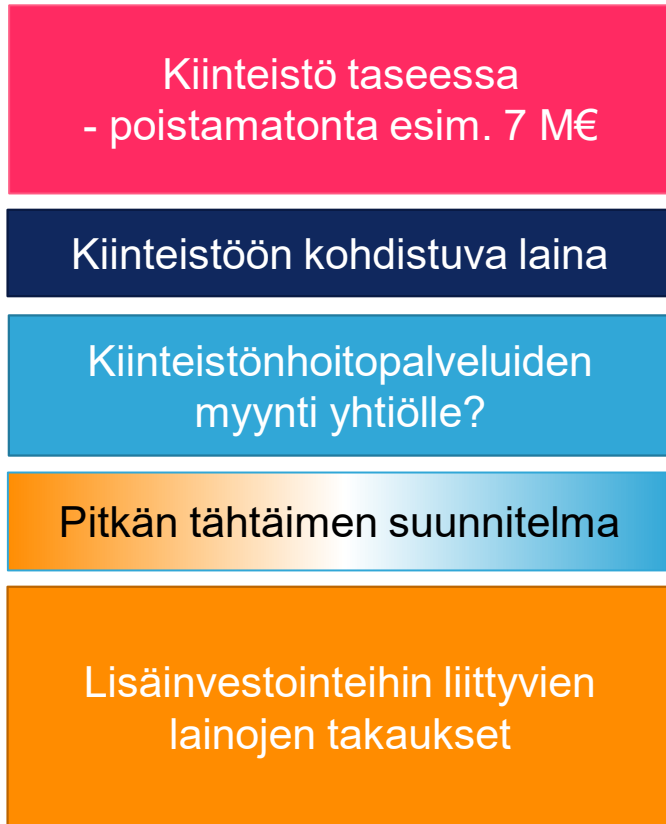 Kiinteistö taseessa
- poistamatonta esim. 7 M€
Kiinteistöön kohdistuva laina
Kiinteistönhoitopalveluiden
myynti yhtiölle?
Pitkän tähtäimen suunnitelma
Lisäinvestointeihin liittyvien
lainojen takaukset